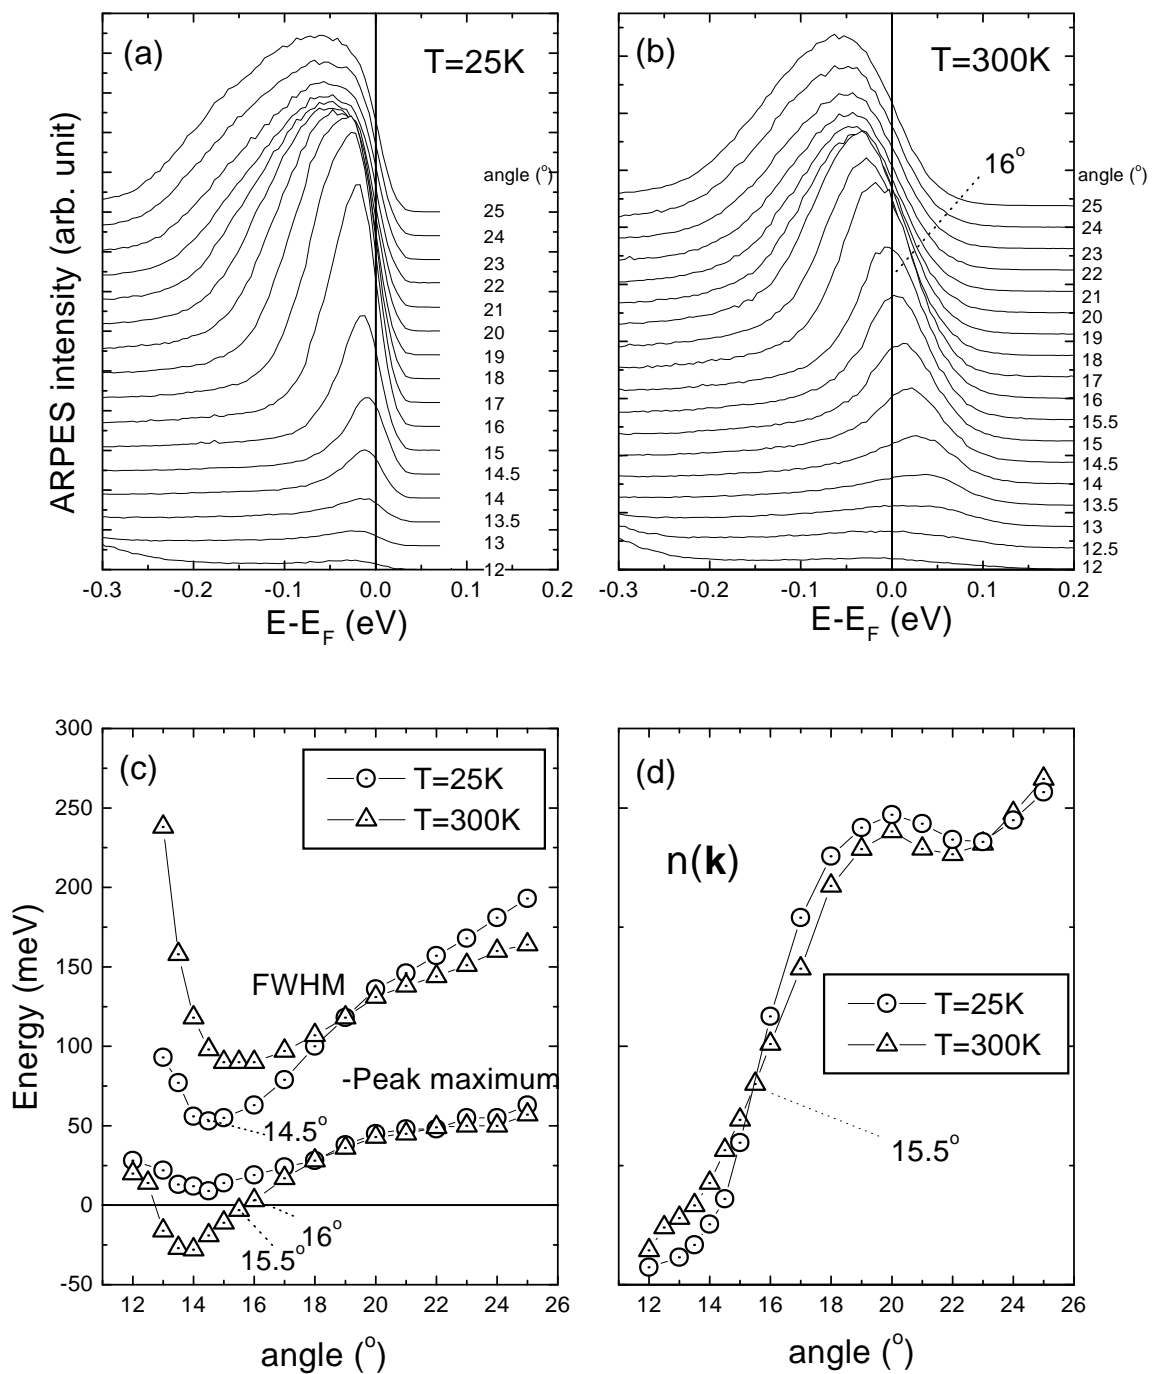 (a)
T=25K
angle (°)
25
24
23
22
21
20
19
18
17
16
15
14.5
14
13.5
13
12
-0.3 -0.2 -0.1 0.0 0.1 0.2
E-E_F (eV)
ARPES intensity (arb. unit)
(b)
T=300K
16°
angle (°)
25
24
23
22
21
20
19
18
17
16
15.5
15
14.5
14
13.5
13
12.5
12
-0.3 -0.2 -0.1 0.0 0.1 0.2
E-E_F (eV)
(c)
T=25K
T=300K
FWHM
-Peak maximum
14.5°
16°
15.5°
300
250
200
150
100
50
0
-50
12 14 16 18 20 22 24 26
Energy (meV)
angle (°)
(d)
n(k)
T=25K
T=300K
15.5°
12 14 16 18 20 22 24 26
angle (°)